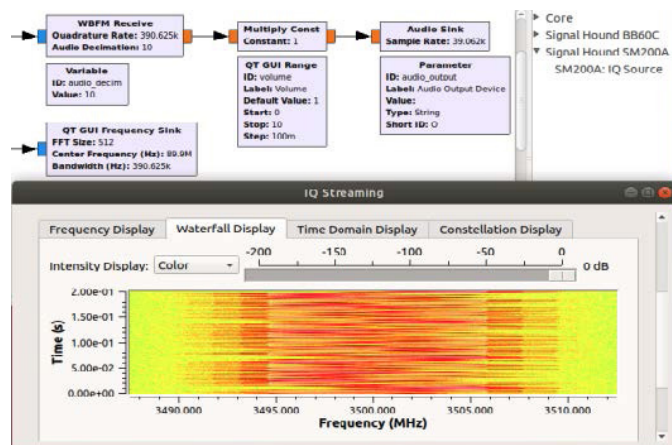 WBFM Receive
Quadrature Rate: 390.625k
Audio Decimation: 10
Multiply Const
Constant: 1
Audio Sink
Sample Rate: 39.062k
Core
Signal Hound BB60C
Signal Hound SM200A
SM200A: IQ Source
Variable
ID: audio_decim
Value: 10
QT GUI Range
ID: volume
Label: Volume
Default Value: 1
Start: 0
Stop: 10
Step: 100m
Parameter
ID: audio_output
Label: Audio Output Device
Value:
Type: String
Short ID: O
QT GUI Frequency Sink
FFT Size: 512
Center Frequency (Hz): 89.9M
Bandwidth (Hz): 390.625k
IQ Streaming
Frequency Display Waterfall Display Time Domain Display Constellation Display
-200 -150 -100 -50 0
Intensity Display: Color 0 dB
2.00e-01
1.50e-01
1.00e-01
5.00e-02
0.00e+00
Time (s)
3490.000 3495.000 3500.000 3505.000 3510.000
Frequency (MHz)